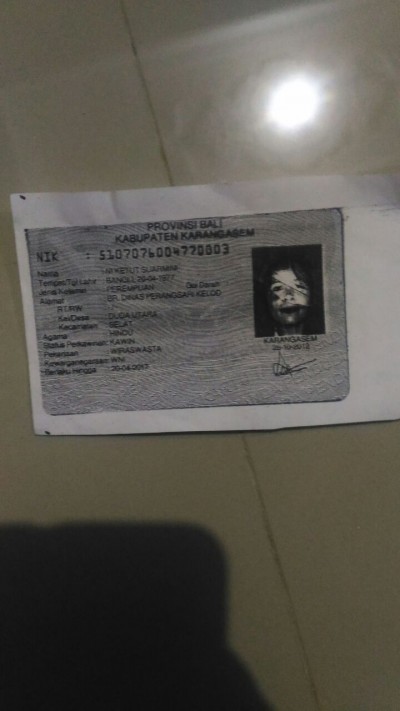 PROVINSI BALI
KABUPATEN KARANGASEM
NIK : 5107076004770003
Nama : NI KETUT SUARMINI
Tempat/Tgl Lahir : BANGLI, 20-04-1977
Jenis Kelamin : PEREMPUAN Gol Darah
Alamat : BR. DINAS PERANGSARI KELOD
RT/RW
Kel/Desa : DUDA UTARA
Kecamatan : SELAT
Agama : HINDU
Status Perkawinan : KAWIN
Pekerjaan : WIRASWASTA
Kewarganegaraan : WNI
Berlaku Hingga : 20-04-2017
KARANGASEM